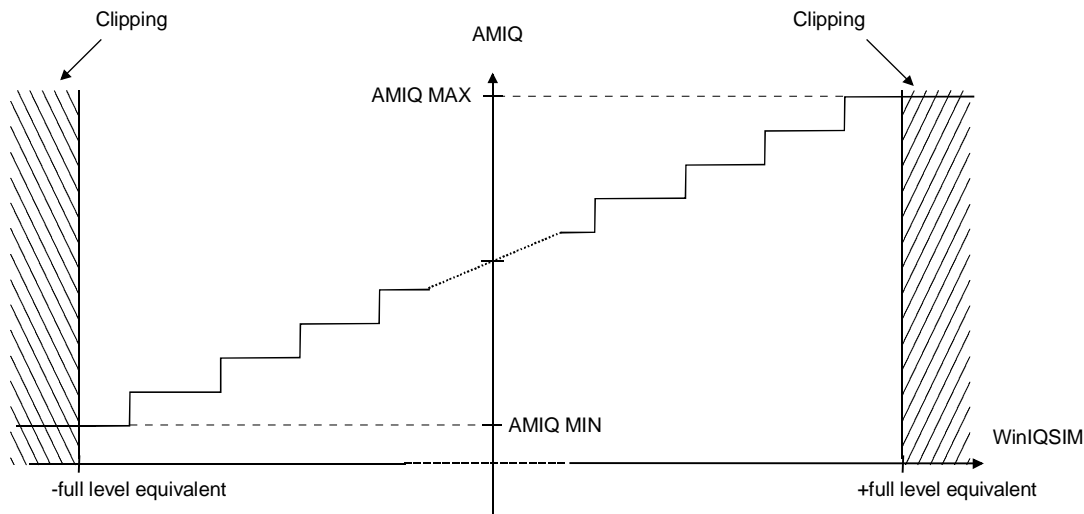 Clipping
AMIQ
Clipping
AMIQ MAX
AMIQ MIN
WinIQSIM
-full level equivalent
+full level equivalent